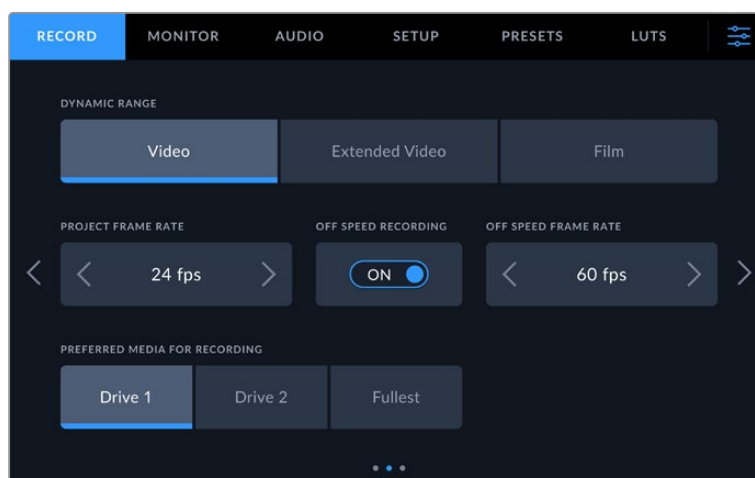 RECORD MONITOR AUDIO SETUP PRESETS LUTS
DYNAMIC RANGE
Video Extended Video Film
PROJECT FRAME RATE OFF SPEED RECORDING OFF SPEED FRAME RATE
24 fps ON 60 fps
PREFERRED MEDIA FOR RECORDING
Drive 1 Drive 2 Fullest